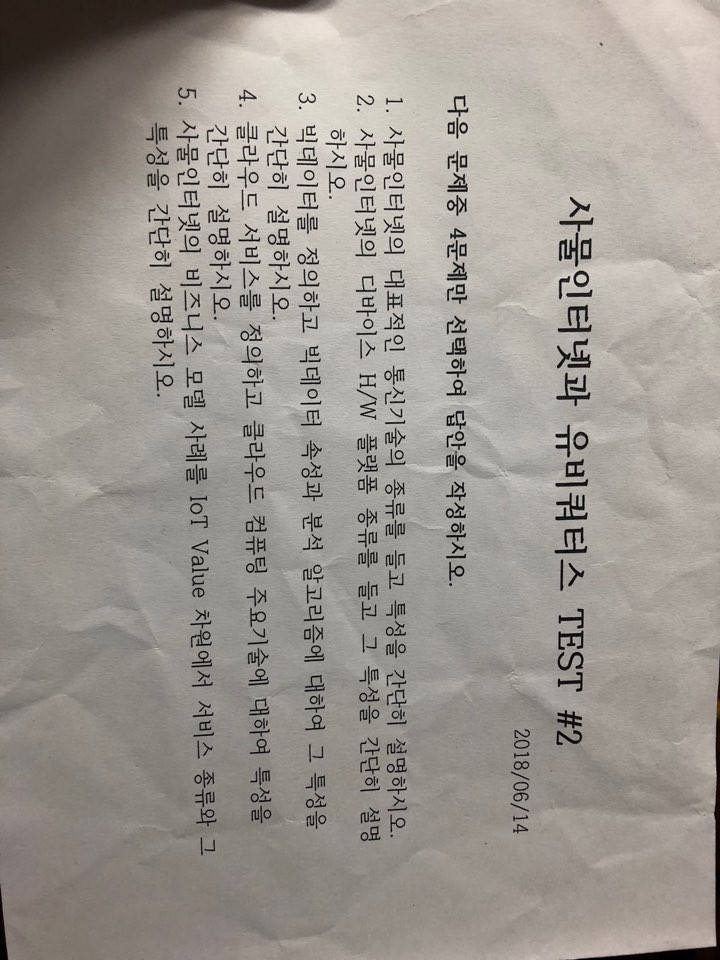 사물인터넷과 유비쿼터스 TEST #2
2018/06/14
다음 문제중 4문제만 선택하여 답안을 작성하시오.
1. 사물인터넷의 대표적인 통신기술의 종류를 들고 특성을 간단히 설명하시오.
2. 사물인터넷의 디바이스 H/W 플랫폼 종류를 들고 그 특성을 간단히 설명
하시오.
3. 빅데이터를 정의하고 빅데이터 속성과 분석 알고리즘에 대하여 그 특성을
간단히 설명하시오.
4. 클라우드 서비스를 정의하고 클라우드 컴퓨팅 주요기술에 대하여 특성을
간단히 설명하시오.
5. 사물인터넷의 비즈니스 모델 사례를 IoT Value 차원에서 서비스 종류와 그
특성을 간단히 설명하시오.